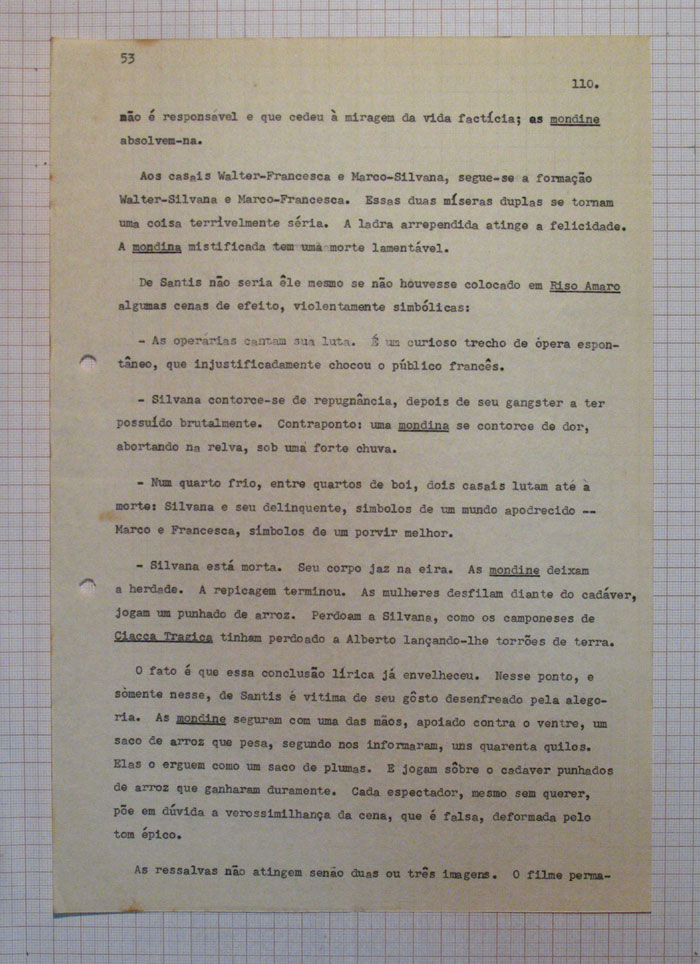 53
110.
não é responsável e que cedeu à miragem da vida factícia; as mondine
absolvem-na.
Aos casais Walter-Francesca e Marco-Silvana, segue-se a formação
Walter-Silvana e Marco-Francesca. Essas duas míseras duplas se tornam
uma coisa terrivelmente séria. A ladra arrependida atinge a felicidade.
A mondina mistificada tem uma morte lamentável.
De Santis não seria êle mesmo se não houvesse colocado em Riso Amaro
algumas cenas de efeito, violentamente simbólicas:
- As operárias cantam sua luta. É um curioso trecho de ópera espon-
tâneo, que injustificadamente chocou o público francês.
- Silvana contorce-se de repugnância, depois de seu gangster a ter
possuído brutalmente. Contraponto: uma mondina se contorce de dor,
abortando na relva, sob uma forte chuva.
- Num quarto frio, entre quartos de boi, dois casais lutam até à
morte: Silvana e seu delinquente, símbolos de um mundo apodrecido --
Marco e Francesca, símbolos de um porvir melhor.
- Silvana está morta. Seu corpo jaz na eira. As mondine deixam
a herdade. A repicagem terminou. As mulheres desfilam diante do cadáver,
jogam um punhado de arroz. Perdoam a Silvana, como os camponeses de
Ciacca Tragica tinham perdoado a Alberto lançando-lhe torrões de terra.
O fato é que essa conclusão lírica já envelheceu. Nesse ponto, e
sòmente nesse, de Santis é vitima de seu gôsto desenfreado pela alego-
ria. As mondine seguram com uma das mãos, apoiado contra o ventre, um
saco de arroz que pesa, segundo nos informaram, uns quarenta quilos.
Elas o erguem como um saco de plumas. E jogam sôbre o cadaver punhados
de arroz que ganharam duramente. Cada espectador, mesmo sem querer,
põe em dúvida a verossimilhança da cena, que é falsa, deformada pelo
tom épico.
As ressalvas não atingem senão duas ou três imagens. O filme perma-